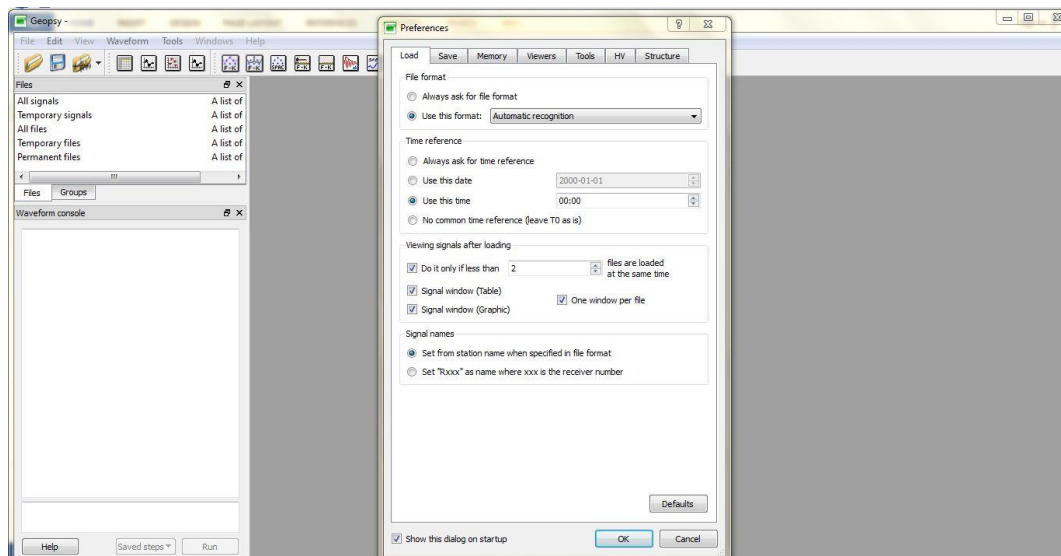 Geopsy -
File Edit View Waveform Tools Windows Help
F-K F-K SPAC F-K F-K
Files
All signals A list of
Temporary signals A list of
All files A list of
Temporary files A list of
Permanent files A list of
Files Groups
Waveform console
Help Saved steps Run
Preferences
Load Save Memory Viewers Tools HV Structure
File format
Always ask for file format
Use this format: Automatic recognition
Time reference
Always ask for time reference
Use this date 2000-01-01
Use this time 00:00
No common time reference (leave T0 as is)
Viewing signals after loading
Do it only if less than 2 files are loaded
at the same time
Signal window (Table)
One window per file
Signal window (Graphic)
Signal names
Set from station name when specified in file format
Set "Rxxx" as name where xxx is the receiver number
Defaults
Show this dialog on startup OK Cancel